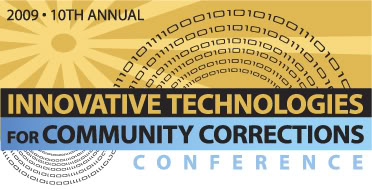 2009 • 10TH ANNUAL
INNOVATIVE TECHNOLOGIES
FOR COMMUNITY CORRECTIONS
CONFERENCE